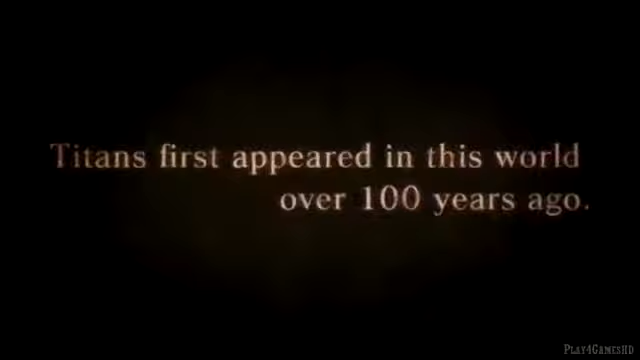 Titans first appeared in this world
over 100 years ago.
Play4GamesHD